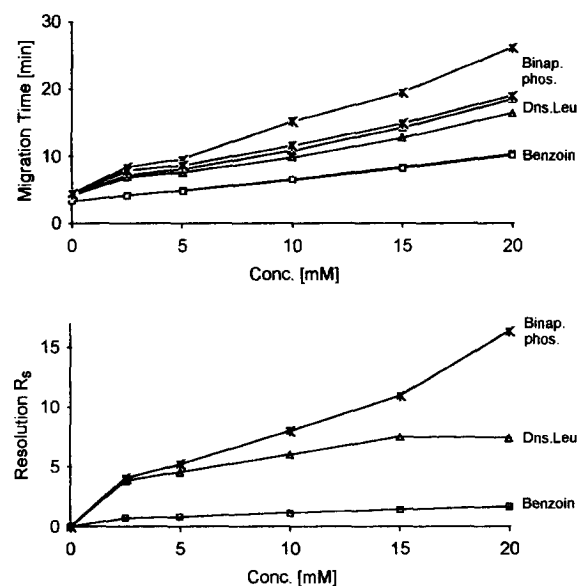 30
20
10
0
Migration Time [min]
0 5 10 15 20
Conc. [mM]
Binap.
phos.
Dns.Leu
Benzoin
15
10
5
0
Resolution Rs
0 5 10 15 20
Conc. [mM]
Binap.
phos.
Dns.Leu
Benzoin